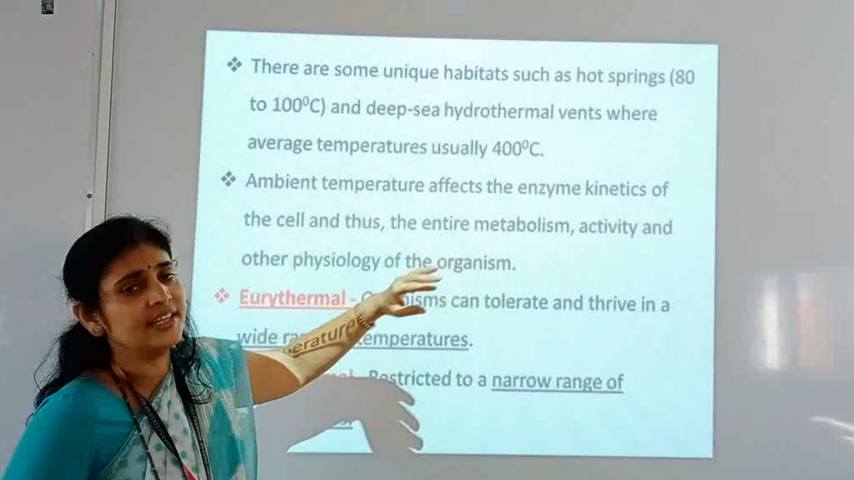 ❖ There are some unique habitats such as hot springs (80
to 100⁰C) and deep-sea hydrothermal vents where
average temperatures usually 400⁰C.
❖ Ambient temperature affects the enzyme kinetics of
the cell and thus, the entire metabolism, activity and
other physiology of the organism.
❖ Eurythermal - Organisms can tolerate and thrive in a
wide temperatures.
Restricted to a narrow range of